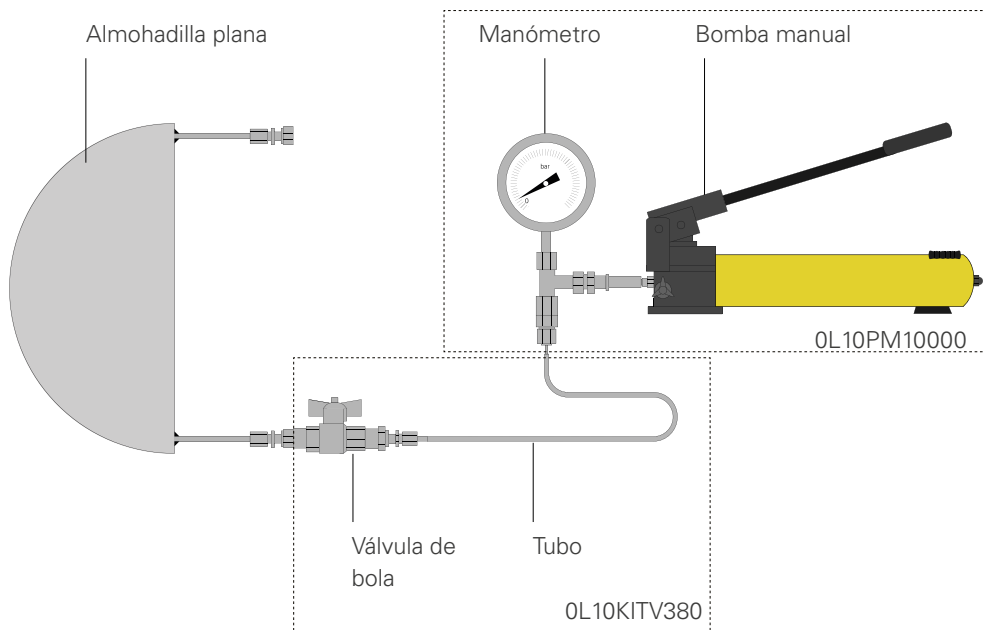 Almohadilla plana
Manómetro
Bomba manual
bar
0
0L10PM10000
Válvula de
bola
Tubo
0L10KITV380